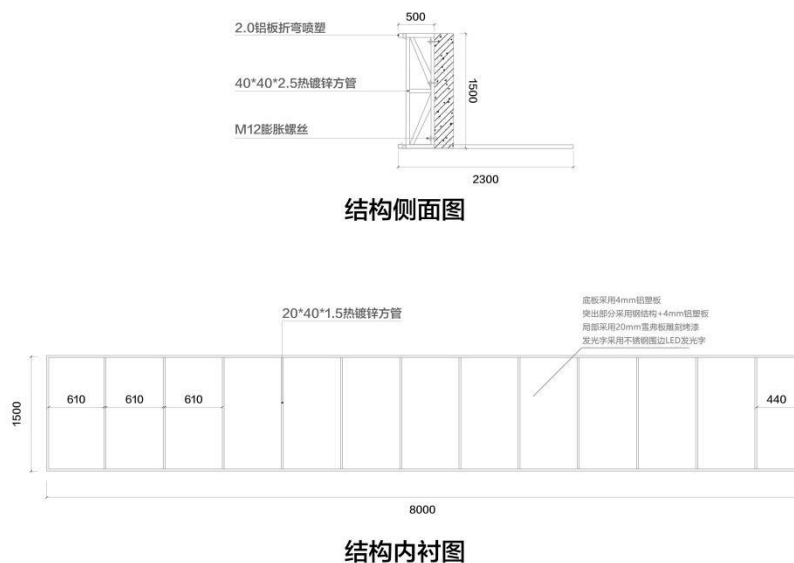 500
2.0铝板折弯喷塑
40*40*2.5热镀锌方管
1500
M12膨胀螺丝
2300
结构侧面图
20*40*1.5热镀锌方管
底板采用4mm铝塑板
突出部分采用钢结构+4mm铝塑板
局部采用20mm雪弗板雕刻烤漆
发光字采用不锈钢围边LED发光字
1500
610
610
610
440
8000
结构内衬图